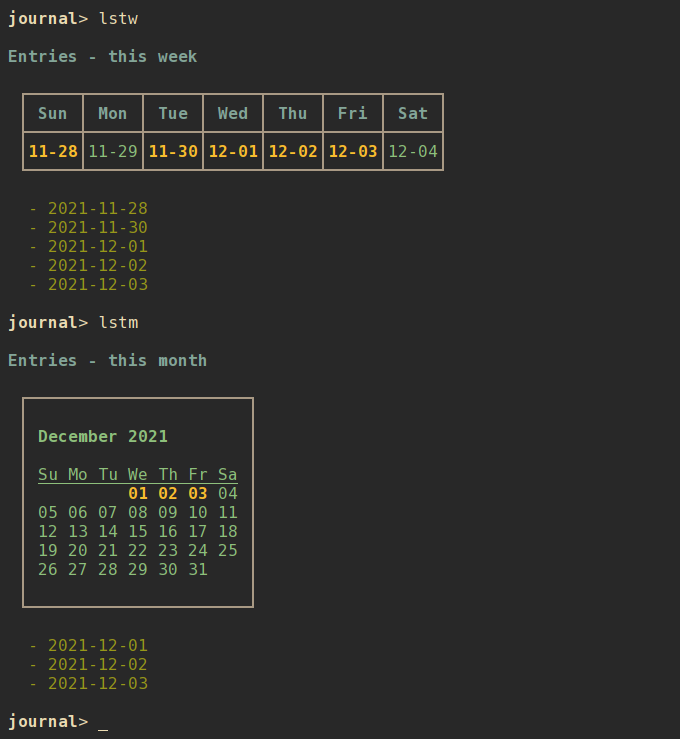 journal> lstw
Entries - this week
Sun Mon Tue Wed Thu Fri Sat
11-28 11-29 11-30 12-01 12-02 12-03 12-04
- 2021-11-28
- 2021-11-30
- 2021-12-01
- 2021-12-02
- 2021-12-03
journal> lstm
Entries - this month
December 2021
Su Mo Tu We Th Fr Sa
01 02 03 04
05 06 07 08 09 10 11
12 13 14 15 16 17 18
19 20 21 22 23 24 25
26 27 28 29 30 31
- 2021-12-01
- 2021-12-02
- 2021-12-03
journal> _